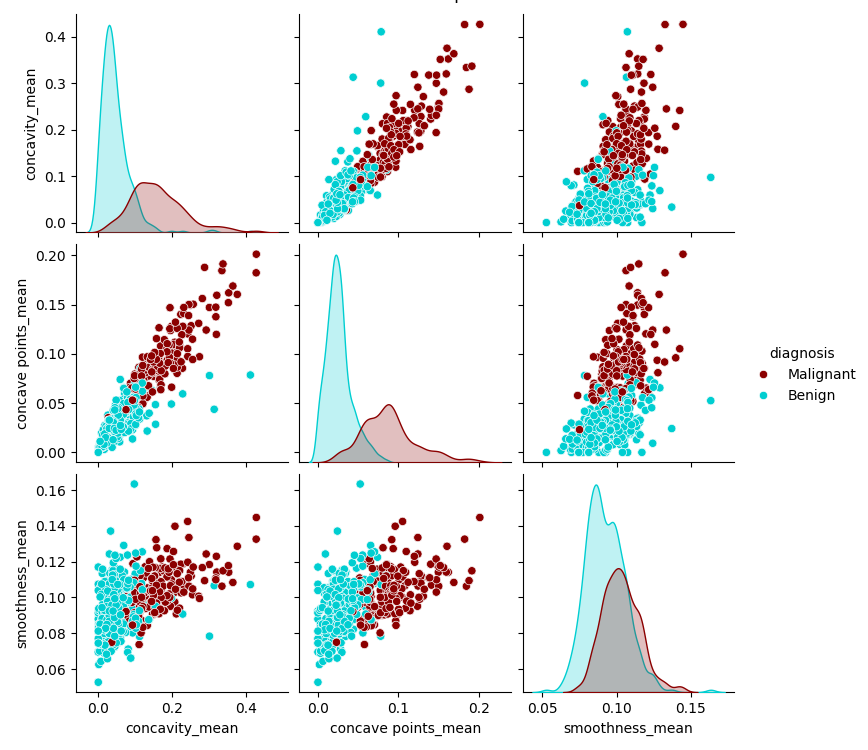 concavity_mean
0.4
0.3
0.2
0.1
0.0
concave points_mean
0.20
0.15
0.10
0.05
0.00
diagnosis
Malignant
Benign
smoothness_mean
0.16
0.14
0.12
0.10
0.08
0.06
0.0 0.2 0.4 0.0 0.1 0.2 0.05 0.10 0.15
concavity_mean concave points_mean smoothness_mean